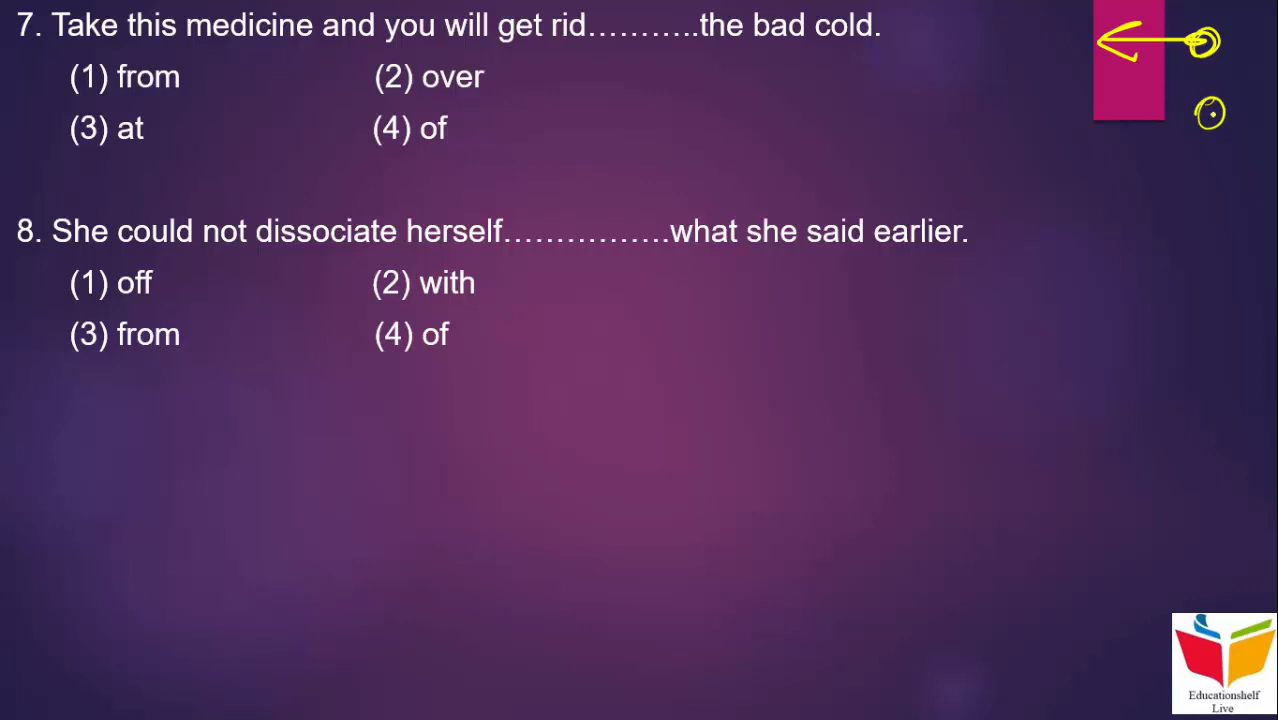 7. Take this medicine and you will get rid………..the bad cold.
(1) from (2) over
(3) at (4) of
8. She could not dissociate herself…………….what she said earlier.
(1) off (2) with
(3) from (4) of
Educationshelf
Live